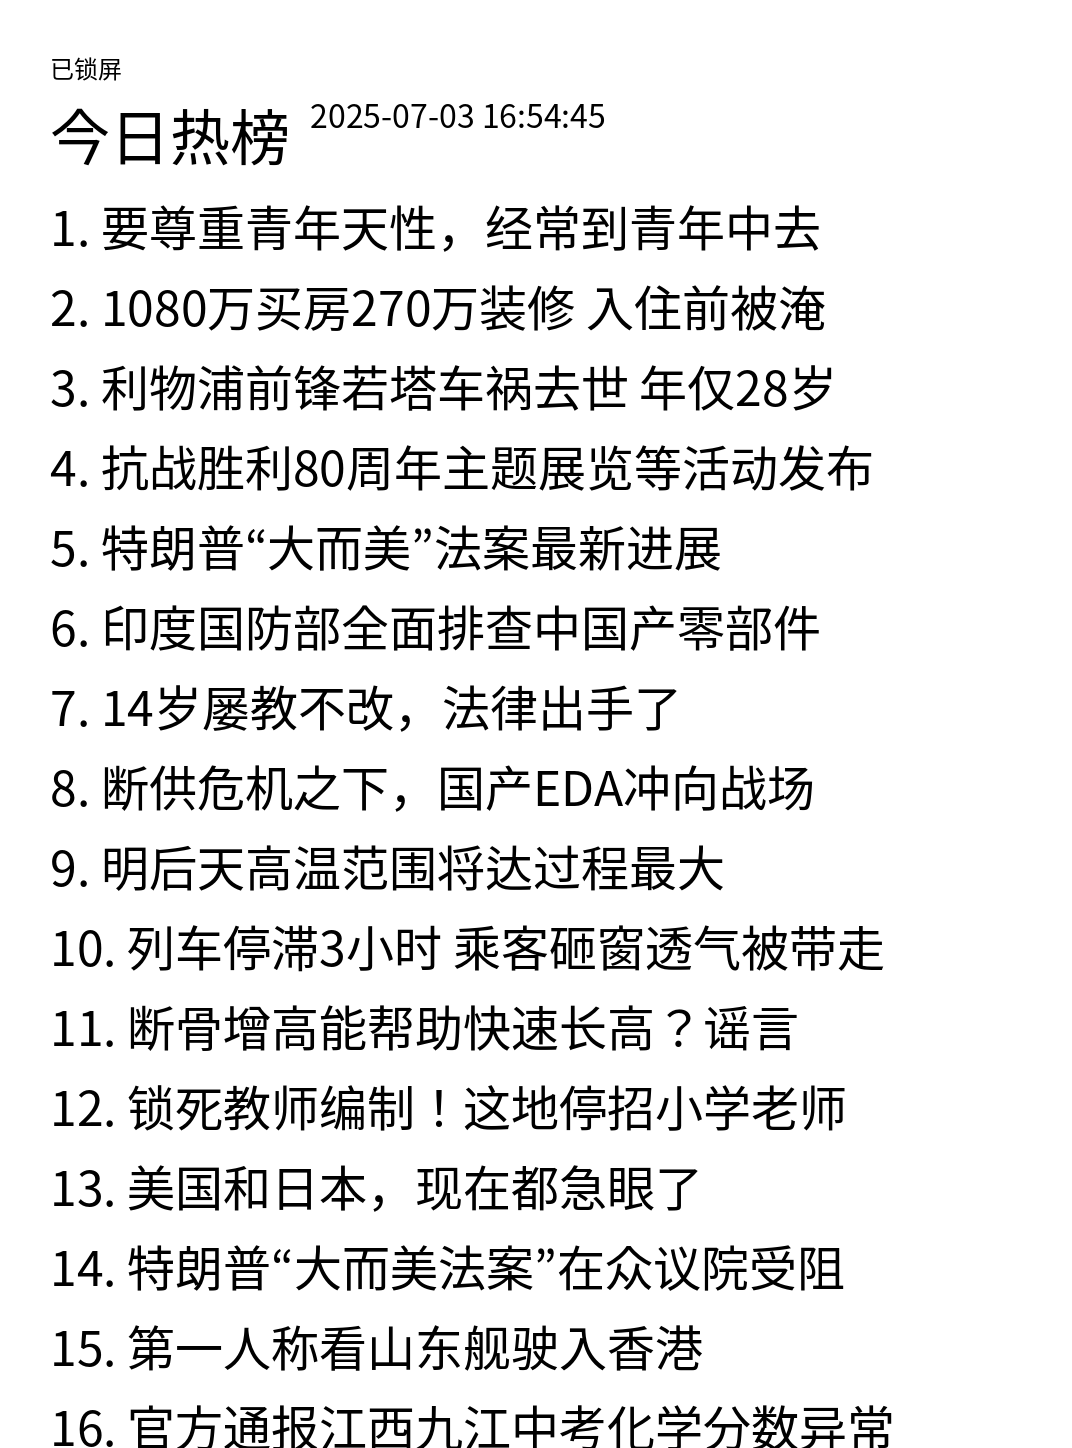 已锁屏
今日热榜 2025-07-03 16:54:45
1. 要尊重青年天性，经常到青年中去
2. 1080万买房270万装修 入住前被淹
3. 利物浦前锋若塔车祸去世 年仅28岁
4. 抗战胜利80周年主题展览等活动发布
5. 特朗普“大而美”法案最新进展
6. 印度国防部全面排查中国产零部件
7. 14岁屡教不改，法律出手了
8. 断供危机之下，国产EDA冲向战场
9. 明后天高温范围将达过程最大
10. 列车停滞3小时 乘客砸窗透气被带走
11. 断骨增高能帮助快速长高？谣言
12. 锁死教师编制！这地停招小学老师
13. 美国和日本，现在都急眼了
14. 特朗普“大而美法案”在众议院受阻
15. 第一人称看山东舰驶入香港
16. 官方通报江西九江中考化学分数异常